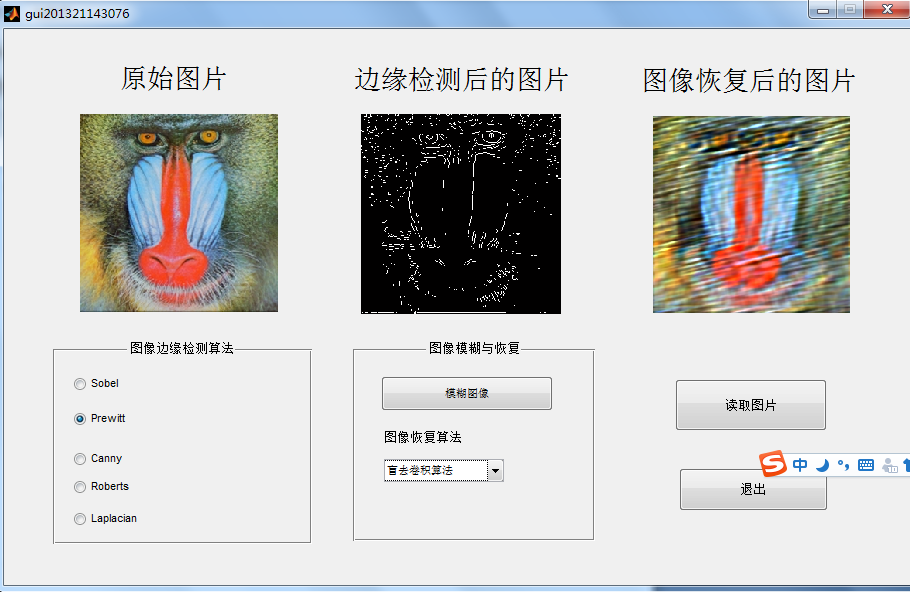 gui201321143076
原始图片
边缘检测后的图片
图像恢复后的图片
图像边缘检测算法
Sobel
Prewitt
Canny
Roberts
Laplacian
图像模糊与恢复
模糊图像
图像恢复算法
盲去卷积算法
读取图片
退出
中